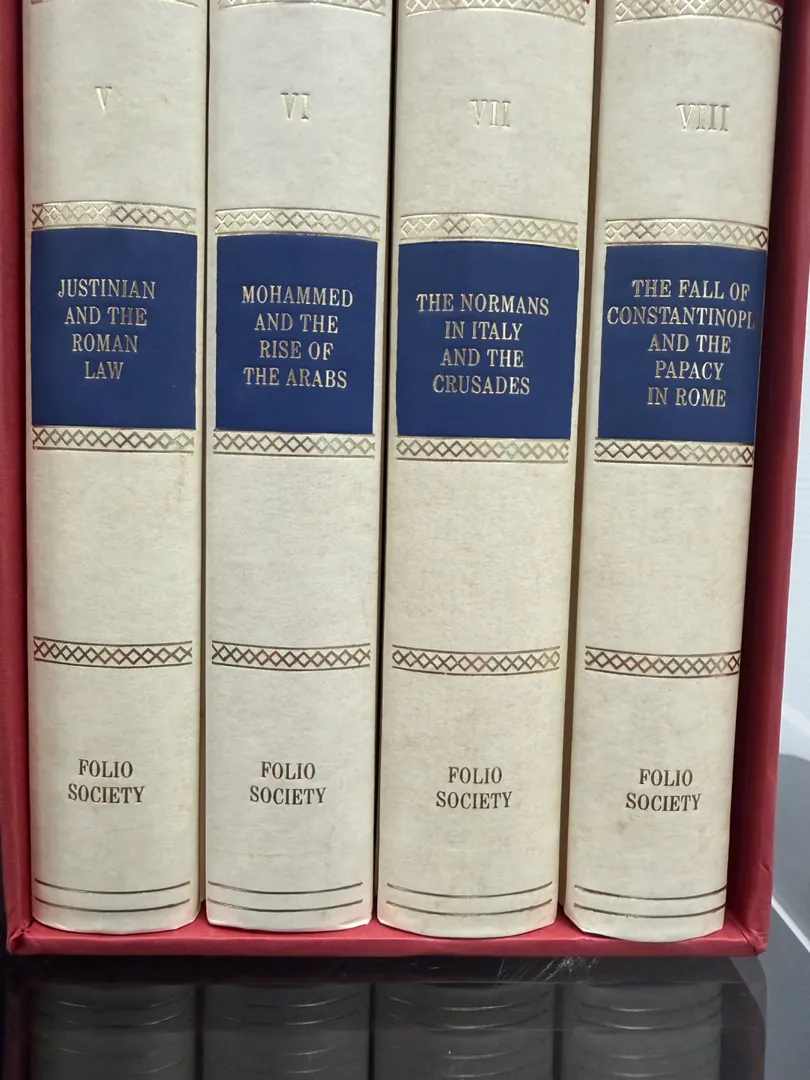 V
JUSTINIAN
AND THE
ROMAN
LAW
FOLIO
SOCIETY
VI
MOHAMMED
AND THE
RISE OF
THE ARABS
FOLIO
SOCIETY
VII
THE NORMANS
IN ITALY
AND THE
CRUSADES
FOLIO
SOCIETY
VIII
THE FALL OF
CONSTANTINOPL
AND THE
PAPACY
IN ROME
FOLIO
SOCIETY